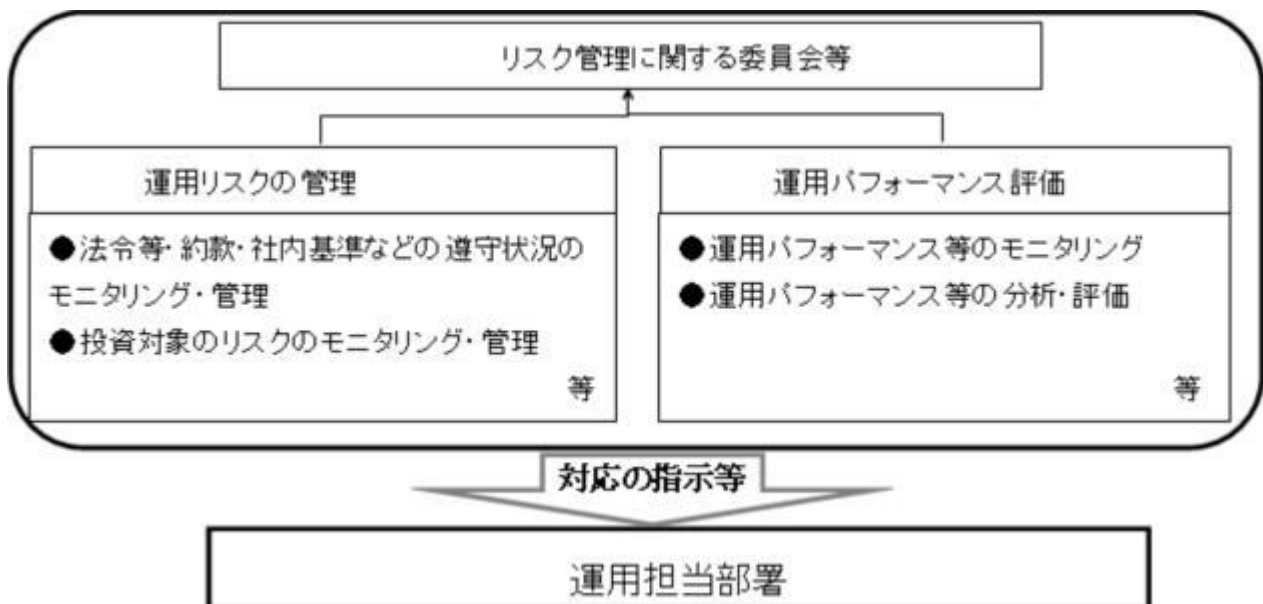 リスク管理に関する委員会等
運用リスクの管理
●法令等・約款・社内基準などの遵守状況の
モニタリング・管理
●投資対象のリスクのモニタリング・管理
等
運用パフォーマンス評価
●運用パフォーマンス等のモニタリング
●運用パフォーマンス等の分析・評価
等
対応の指示等
運用担当部署